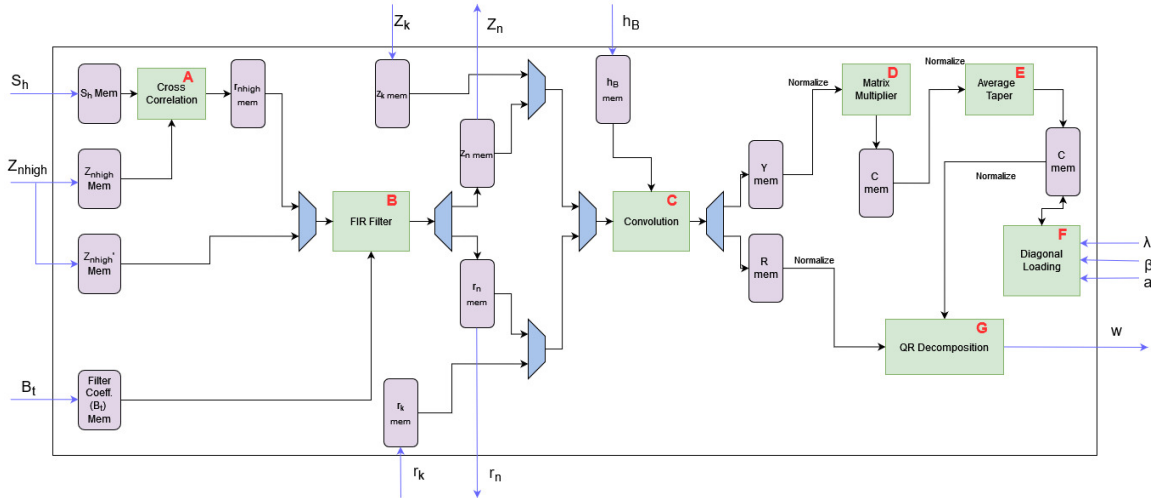 Zk
Zn
hB
Sh
Sh Mem
A
Cross
Correlation
rnhigh
mem
zk mem
hB
mem
Normalize
D
Matrix
Multiplier
Normalize
E
Average
Taper
zn mem
Znhigh
Znhigh
Mem
Y
mem
C
mem
C
mem
Normalize
B
FIR Filter
C
Convolution
Znhigh*
Mem
rn
mem
R
mem
Normalize
F
Diagonal
Loading
λ
β
a
G
QR Decomposition
w
Bt
Filter
Coeff.
(Bt)
Mem
rk
mem
rk
rn